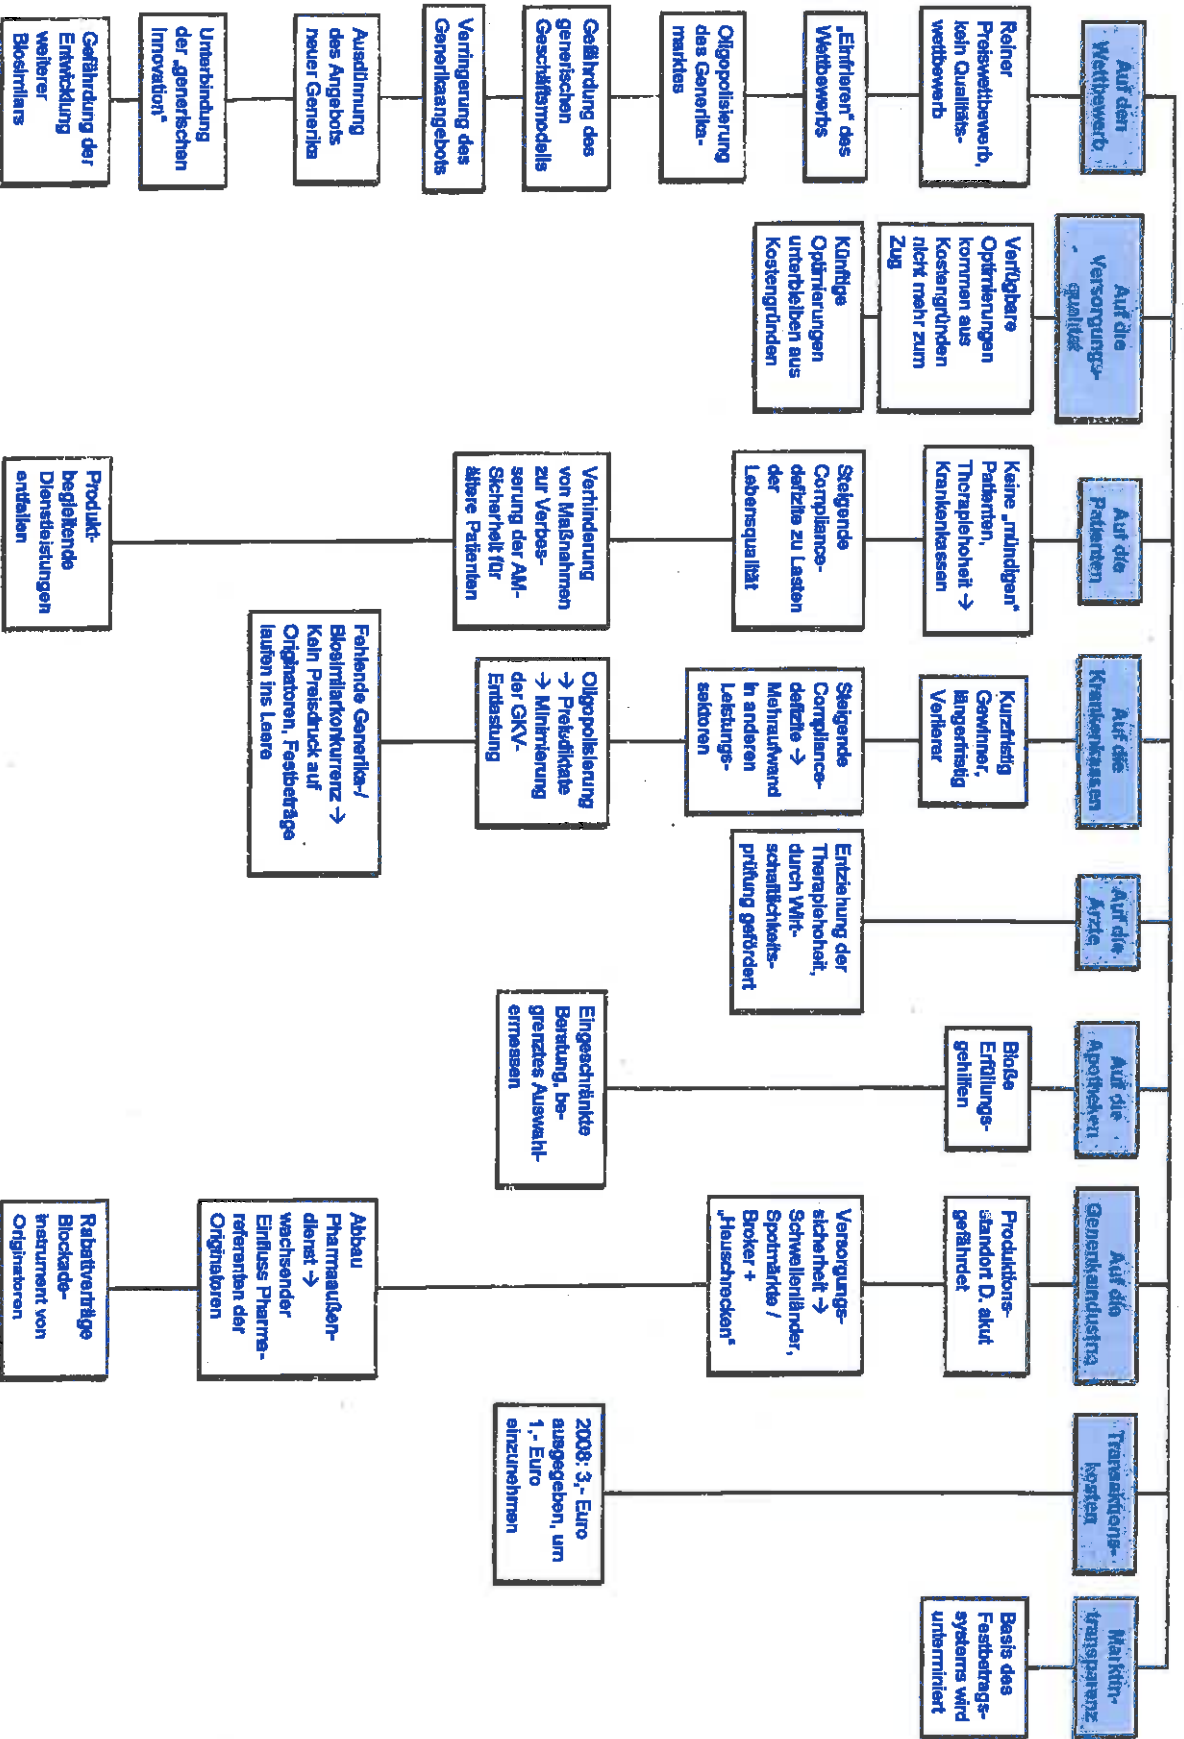 Auf den
Wettbewerb
Reiner
Preiswettbewerb,
kein Qualitäts-
wettbewerb
„Einfrieren“ des
Wettbewerbs
Oligopolisierung
des Generika-
marktes
Gefährdung des
generischen
Geschäftsmodells
Verringerung des
Generikaangebots
Ausdünnung
des Angebots
neuer Generika
Unterbindung
der „generischen
Innovation“
Gefährdung der
Entwicklung
weiterer
Biosimilars
Auf die
Versorgungs-
qualität
Verfügbare
Optimierungen
kommen aus
Kostengründen
nicht mehr zum
Zug
Künftige
Optimierungen
unterbleiben aus
Kostengründen
Auf die
Patienten
Keine „mündigen“
Patienten,
Therapiehoheit →
Krankenkassen
Steigende
Compliance-
defizite zu Lasten
der
Lebensqualität
Verhinderung
von Maßnahmen
zur Verbes-
serung der AM-
Sicherheit für
ältere Patienten
Produkt-
begleitende
Dienstleistungen
entfallen
Auf die
Krankenkassen
Kurzfristig
Gewinner,
längerfristig
Verlierer
Steigende
Compliance-
defizite →
Mehraufwand
in anderen
Leistungs-
sektoren
Oligopolisierung
→ Preisdiktate
→ Minimierung
der GKV-
Entlastung
Fehlende Generika-/
Biosimilarkonkurrenz →
Kein Preisdruck auf
Originatoren, Festbeträge
laufen ins Leere
Auf die
Ärzte
Entziehung der
Therapiehoheit,
durch Wirt-
schaftlichkeits-
prüfung gefördert
Auf die
Apotheken
Bloße
Erfüllungs-
gehilfen
Eingeschränkte
Beratung, be-
grenztes Auswahl-
ermessen
Auf die
Generikaindustrie
Produktions-
standort D. akut
gefährdet
Versorgungs-
sicherheit →
Schwellenländer,
Spotmärkte /
Broker +
„Heuschrecken“
Abbau
Pharmaaußen-
dienst →
wachsender
Einfluss Pharma-
referenten der
Originatoren
Rabattverträge
Blockade-
instrument von
Originatoren
Transaktions-
kosten
2008: 3,- Euro
ausgegeben, um
1,- Euro
einzunehmen
Marktin-
transparenz
Basis des
Festbetrags-
systems wird
unterminiert